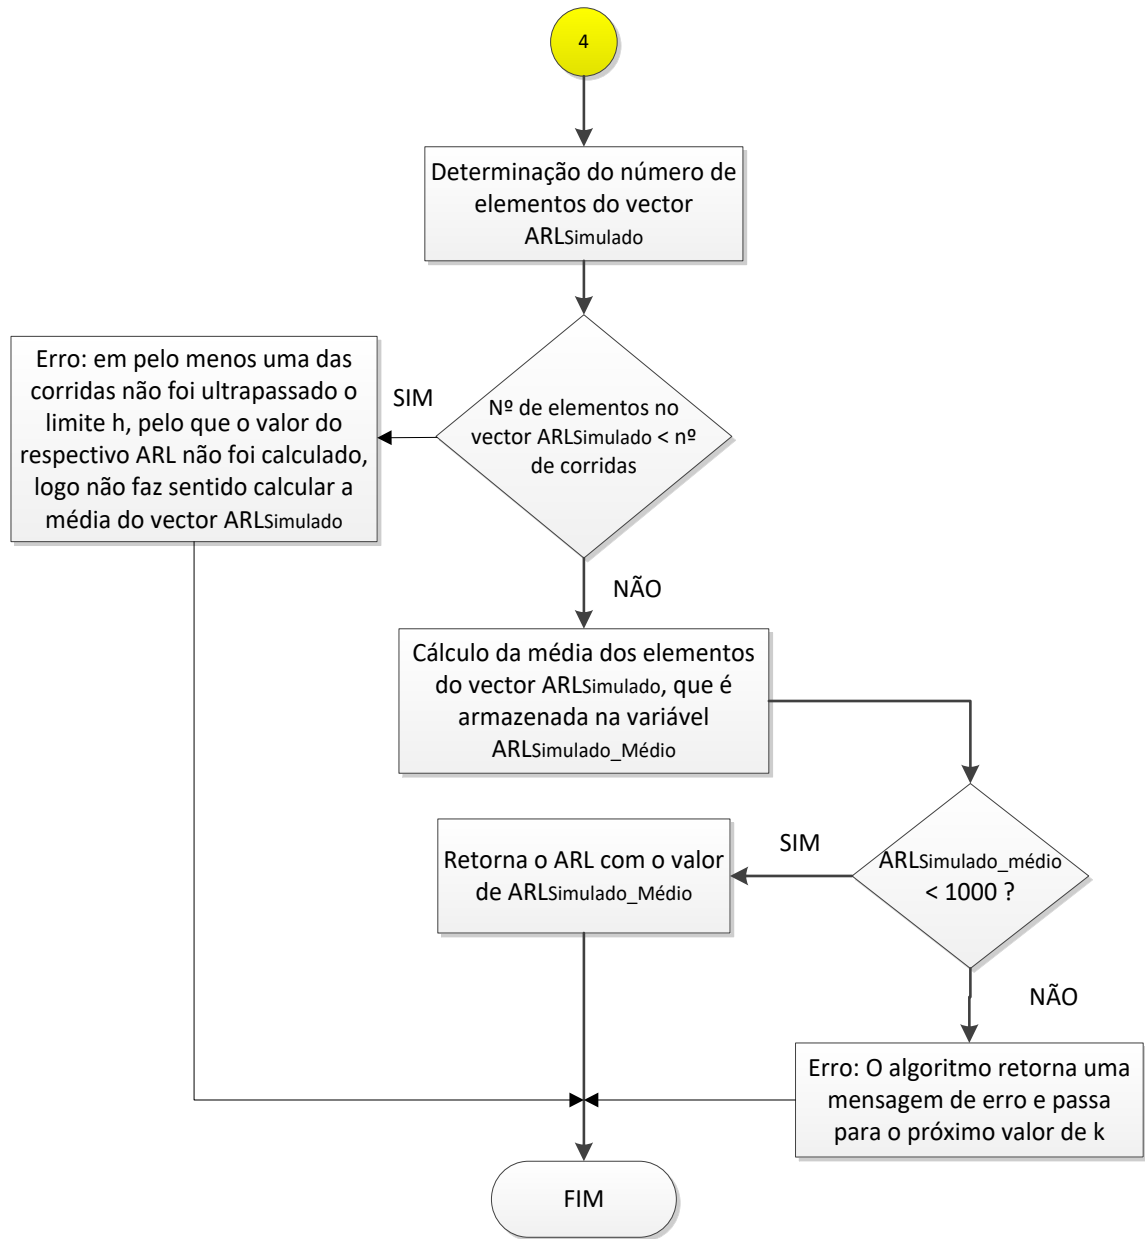 4
Determinação do número de
elementos do vector
ARLSimulado
Erro: em pelo menos uma das
corridas não foi ultrapassado o
limite h, pelo que o valor do
respectivo ARL não foi calculado,
logo não faz sentido calcular a
média do vector ARLSimulado
SIM
Nº de elementos no
vector ARLSimulado < nº
de corridas
NÃO
Cálculo da média dos elementos
do vector ARLSimulado, que é
armazenada na variável
ARLSimulado_Médio
Retorna o ARL com o valor
de ARLSimulado_Médio
SIM
ARLSimulado_médio
< 1000 ?
NÃO
Erro: O algoritmo retorna uma
mensagem de erro e passa
para o próximo valor de k
FIM